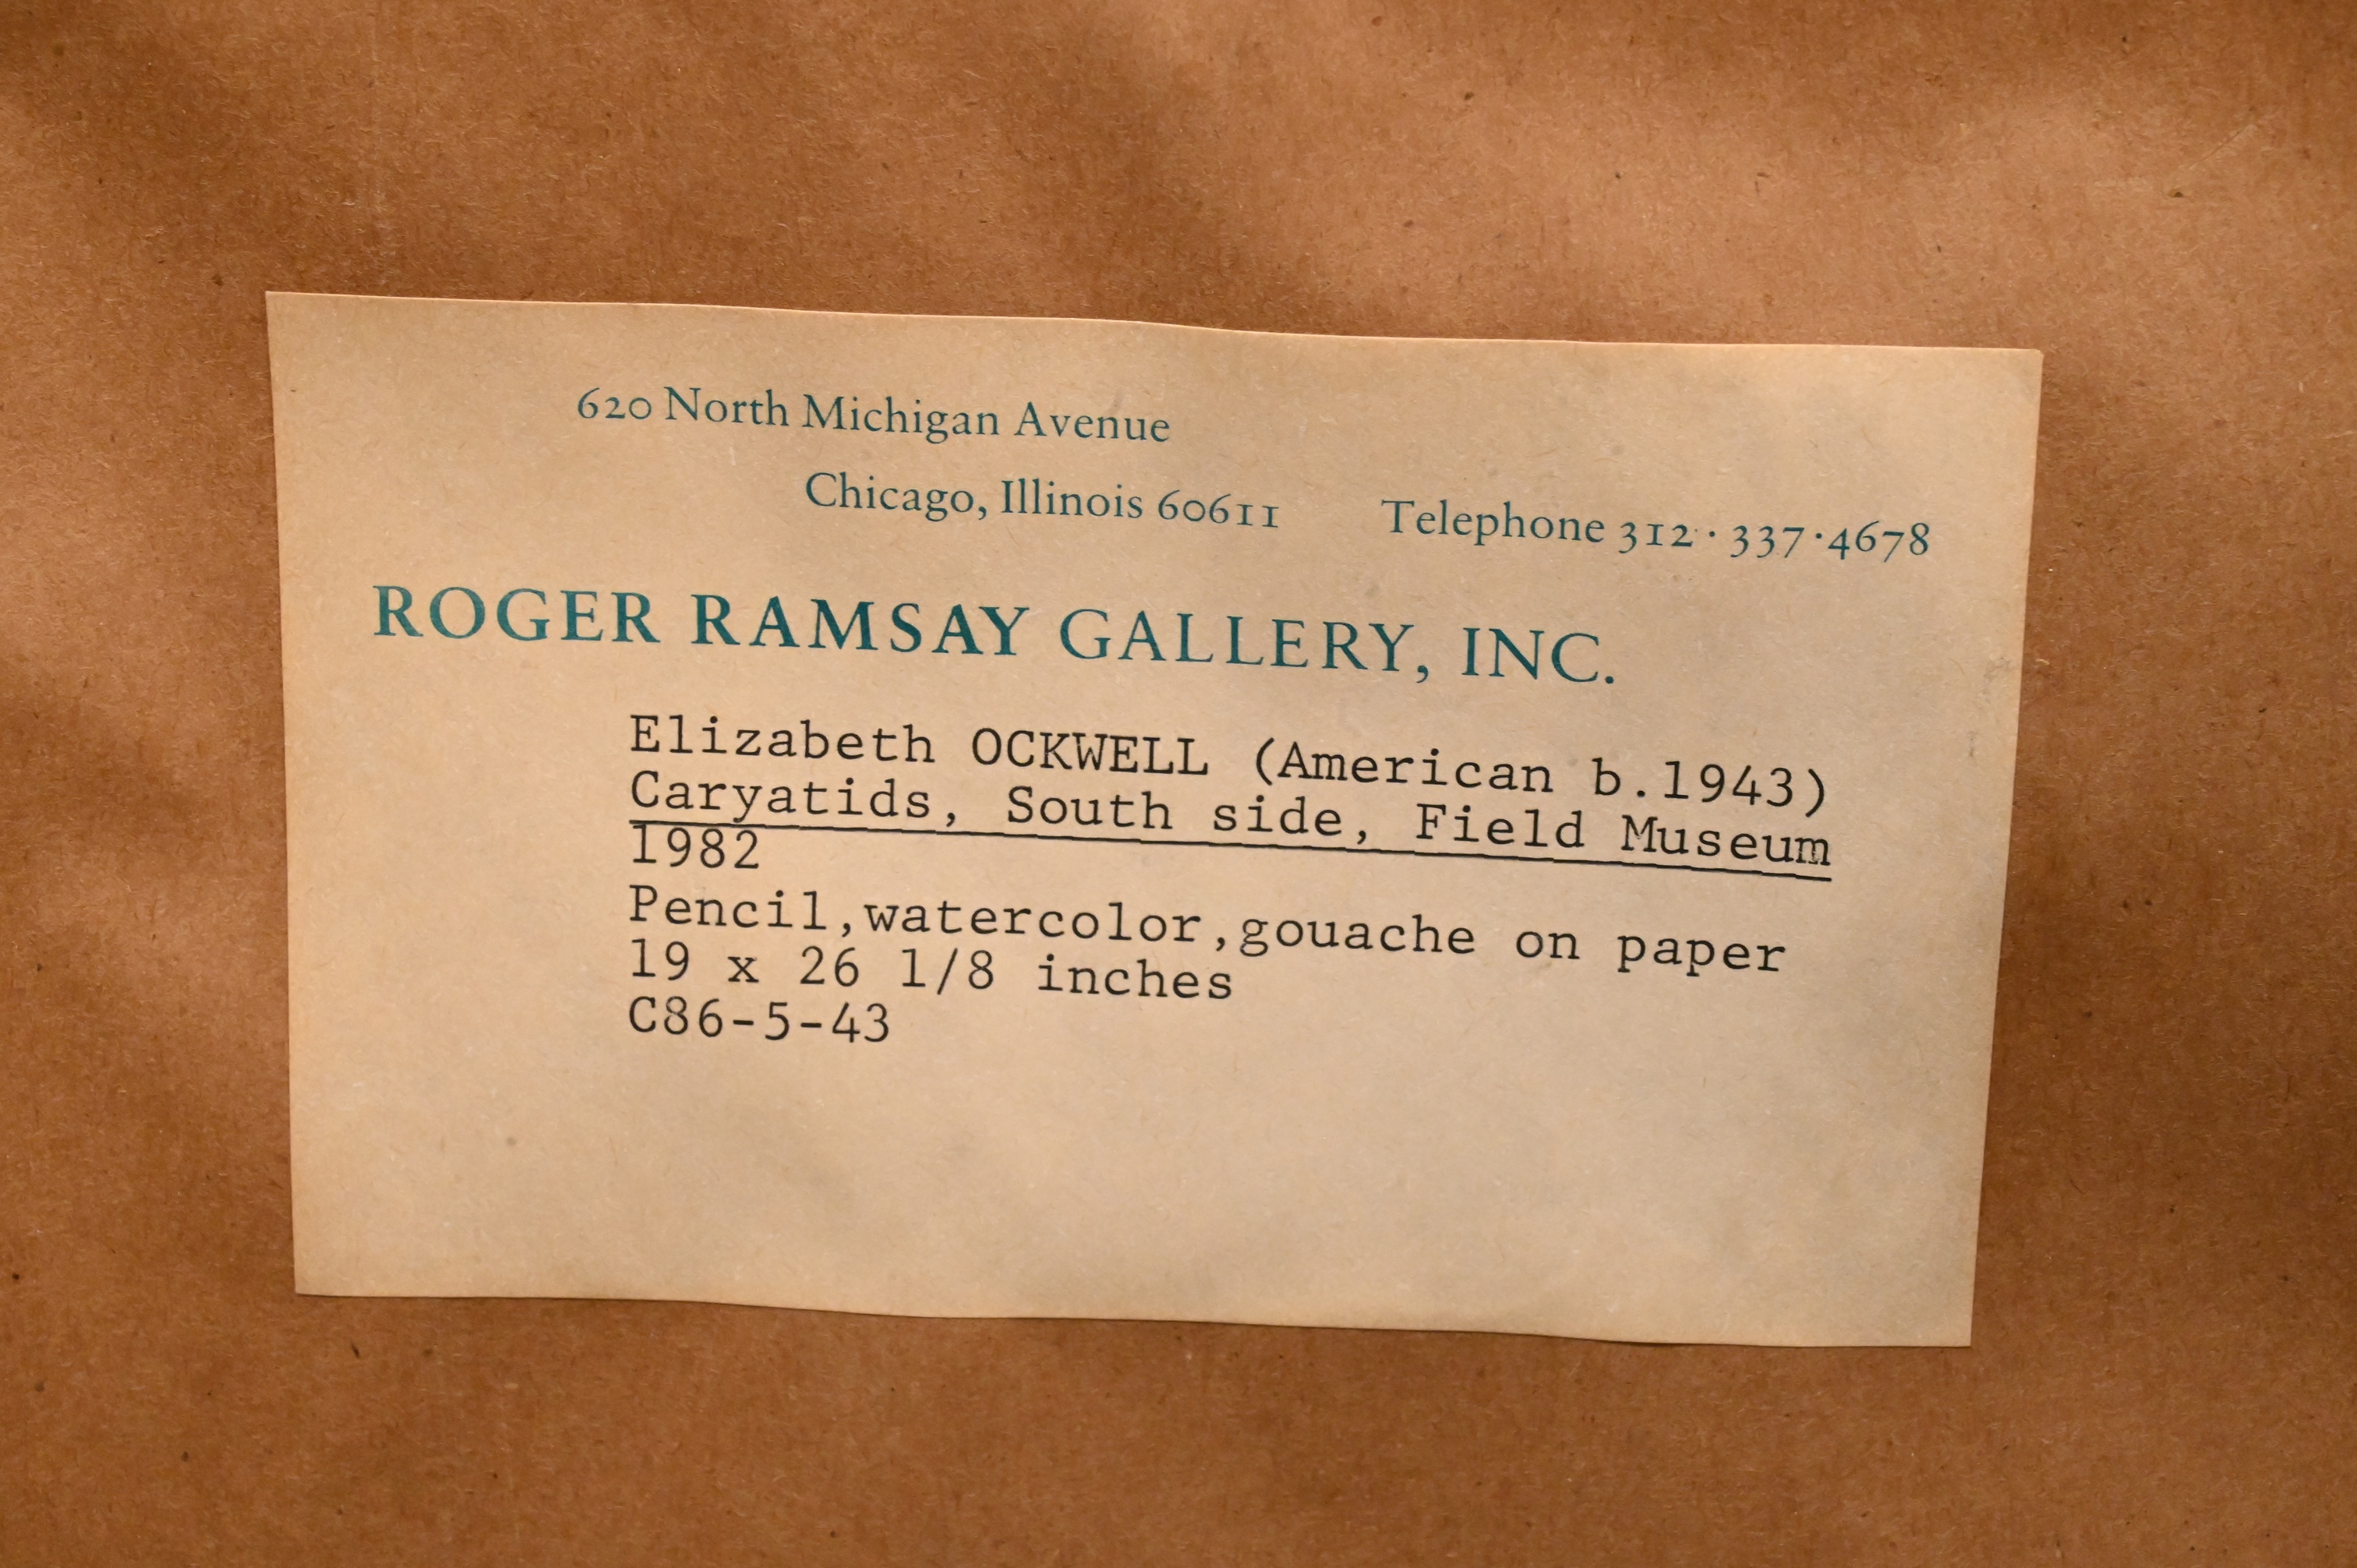 620 North Michigan Avenue
Chicago, Illinois 60611 Telephone 312·337·4678
ROGER RAMSAY GALLERY, INC.
Elizabeth OCKWELL (American b.1943)
Caryatids, South side, Field Museum
1982
Pencil,watercolor,gouache on paper
19 x 26 1/8 inches
C86-5-43